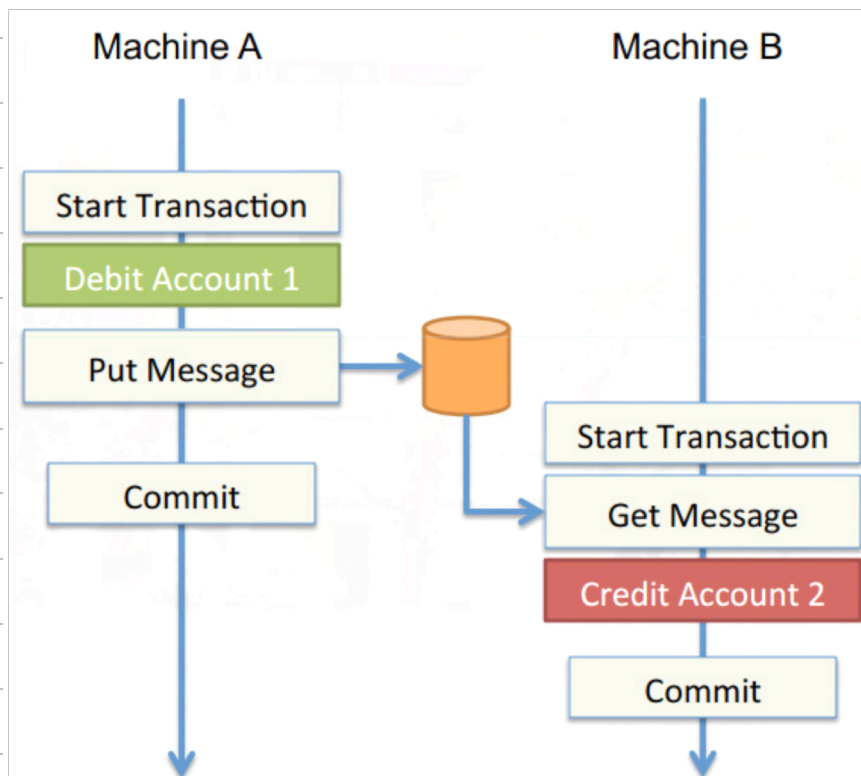 Machine A
Machine B
Start Transaction
Debit Account 1
Put Message
Commit
Start Transaction
Get Message
Credit Account 2
Commit